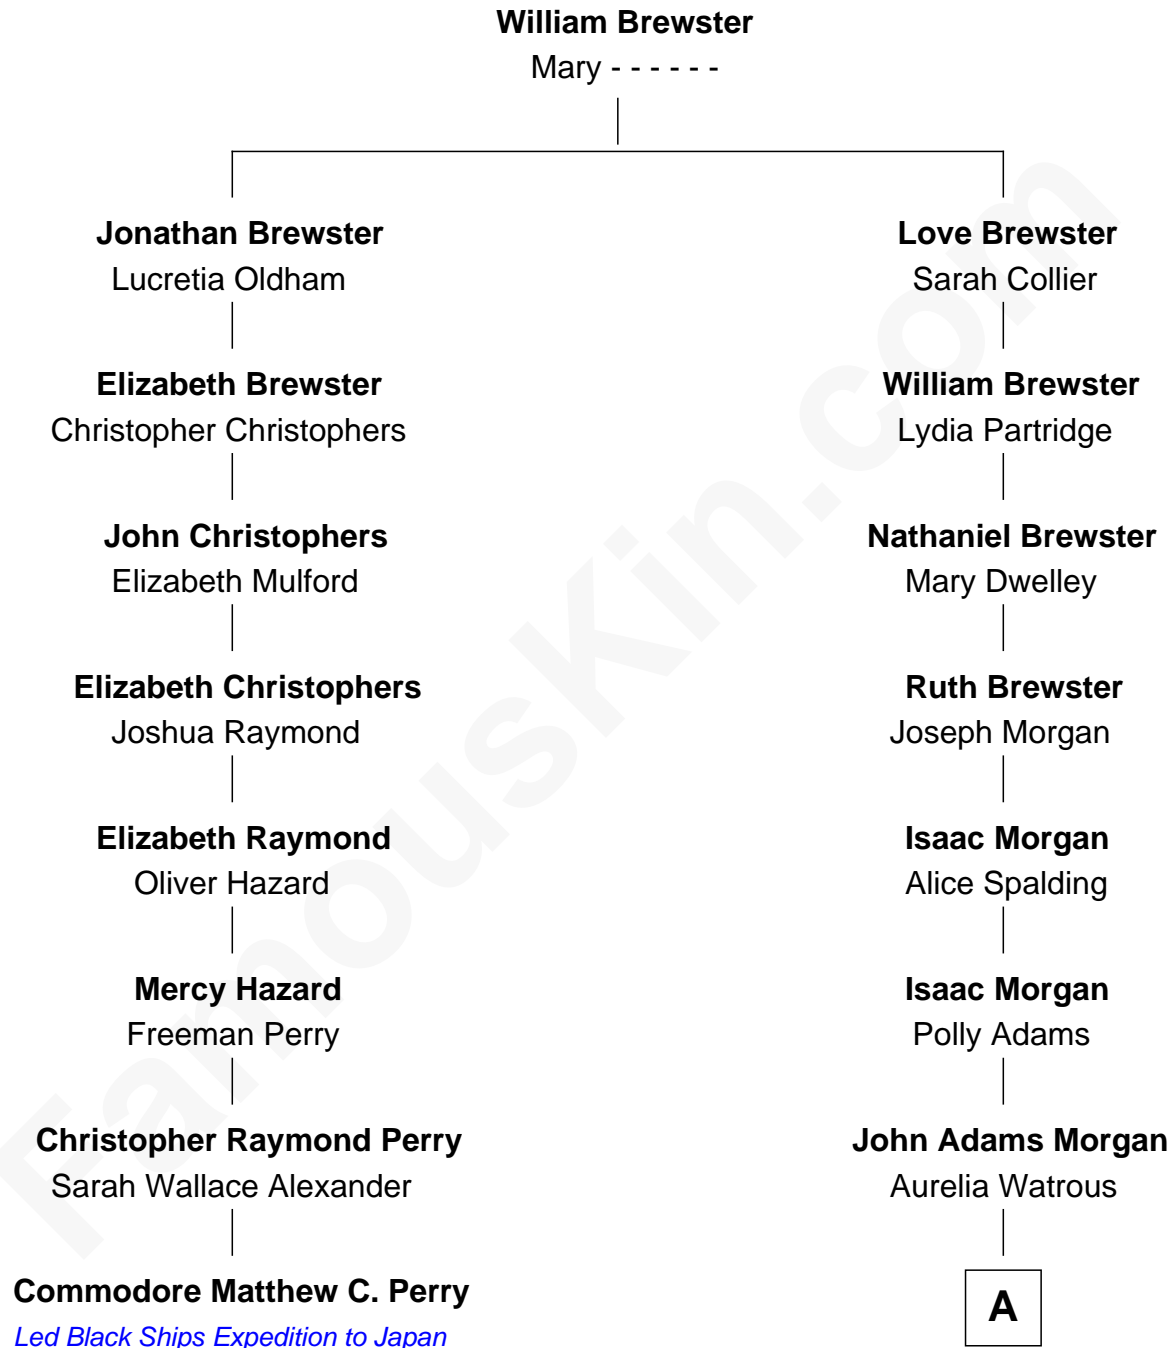 William Brewster
Mary - - - - - -
Jonathan Brewster
Lucretia Oldham
Love Brewster
Sarah Collier
Elizabeth Brewster
Christopher Christophers
William Brewster
Lydia Partridge
John Christophers
Elizabeth Mulford
Nathaniel Brewster
Mary Dwelley
Elizabeth Christophers
Joshua Raymond
Ruth Brewster
Joseph Morgan
Elizabeth Raymond
Oliver Hazard
Isaac Morgan
Alice Spalding
Mercy Hazard
Freeman Perry
Isaac Morgan
Polly Adams
Christopher Raymond Perry
Sarah Wallace Alexander
John Adams Morgan
Aurelia Watrous
Commodore Matthew C. Perry
Led Black Ships Expedition to Japan
A
FamousKin.com